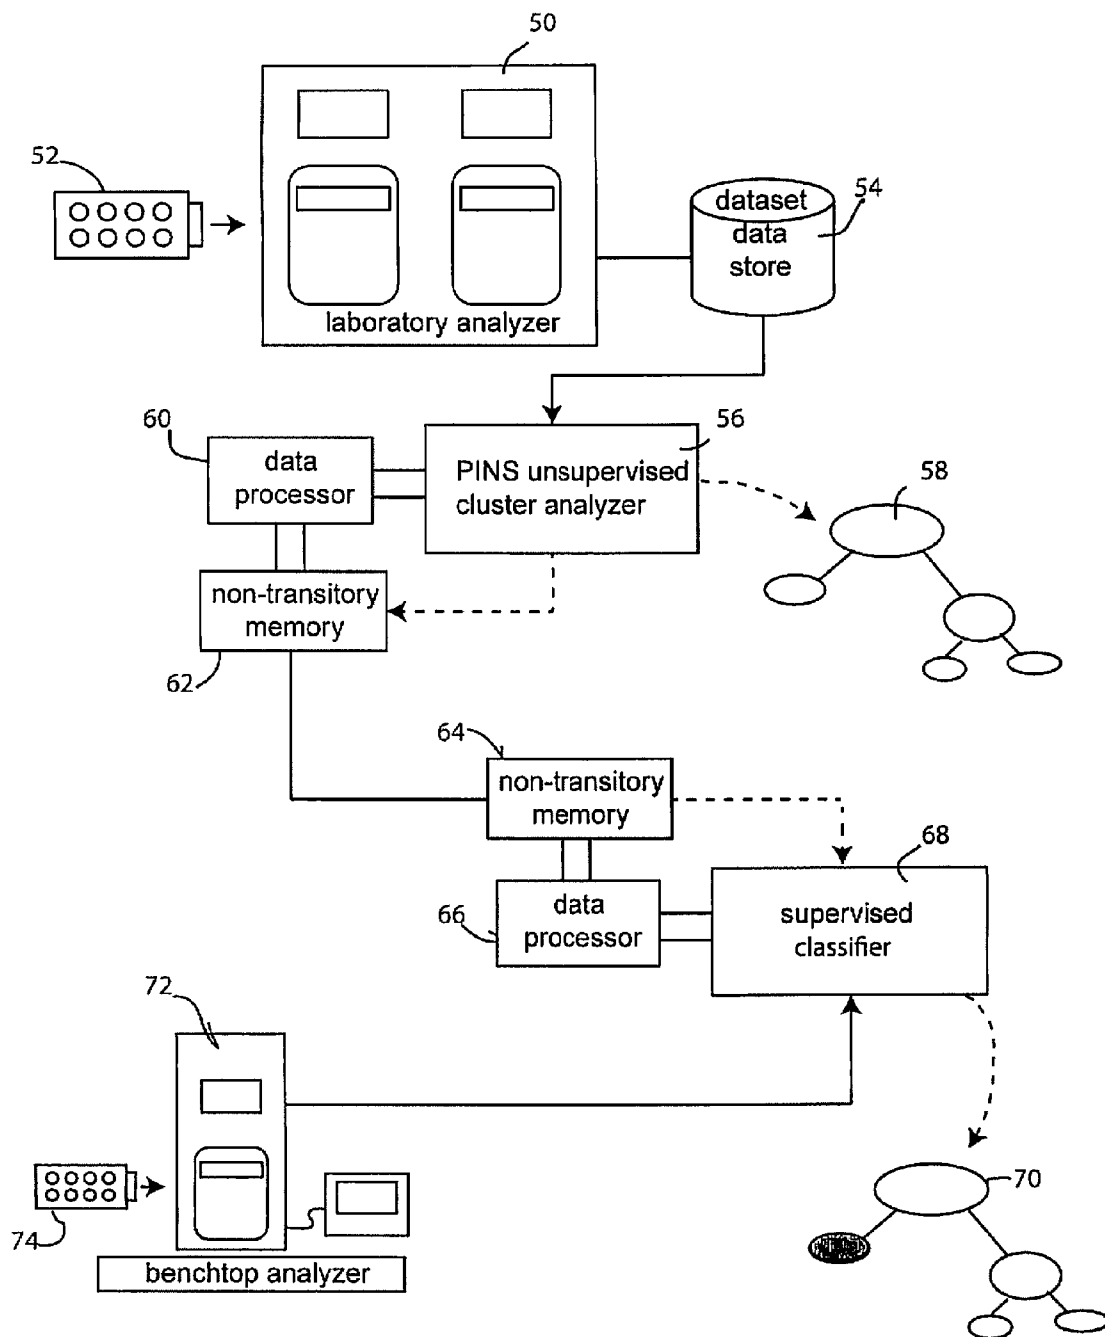 50
52
laboratory analyzer
dataset
data
store
54
60
data
processor
PINS unsupervised
cluster analyzer
56
58
non-transitory
memory
62
64
non-transitory
memory
66
data
processor
68
supervised
classifier
72
74
benchtop analyzer
70